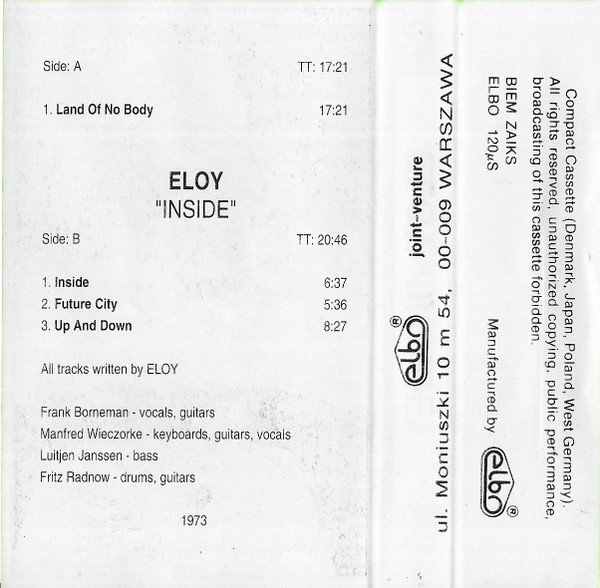 Side: A TT: 17:21
1. Land Of No Body 17:21
ELOY
"INSIDE"
Side: B TT: 20:46
1. Inside 6:37
2. Future City 5:36
3. Up And Down 8:27
All tracks written by ELOY
Frank Borneman - vocals, guitars
Manfred Wieczorke - keyboards, guitars, vocals
Luitjen Janssen - bass
Fritz Radnow - drums, guitars
1973
joint-venture
elbo ®
ul. Moniuszki 10 m 54, 00-009 WARSZAWA
Compact Cassette (Denmark, Japan, Poland, West Germany).
All rights reserved, unauthorized copying, public performance,
broadcasting of this cassette forbidden.
BIEM ZAIKS
ELBO 120µS
Manufactured by elbo ®